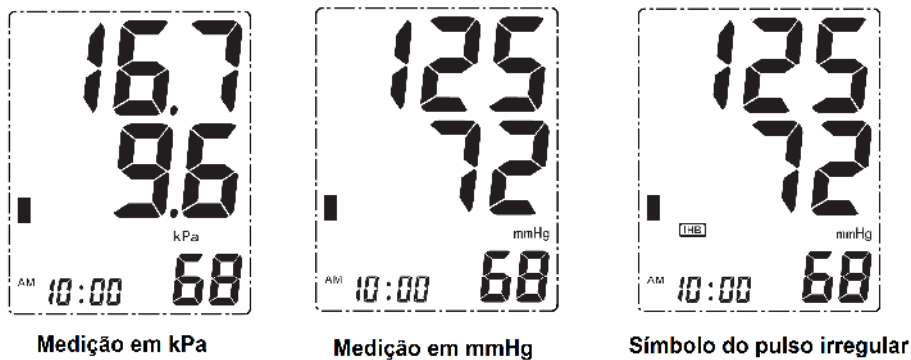 16.7
9.6
kPa
AM 10:00 68
Medição em kPa
125
72
mmHg
AM 10:00 68
Medição em mmHg
125
72
IHB mmHg
AM 10:00 68
Símbolo do pulso irregular